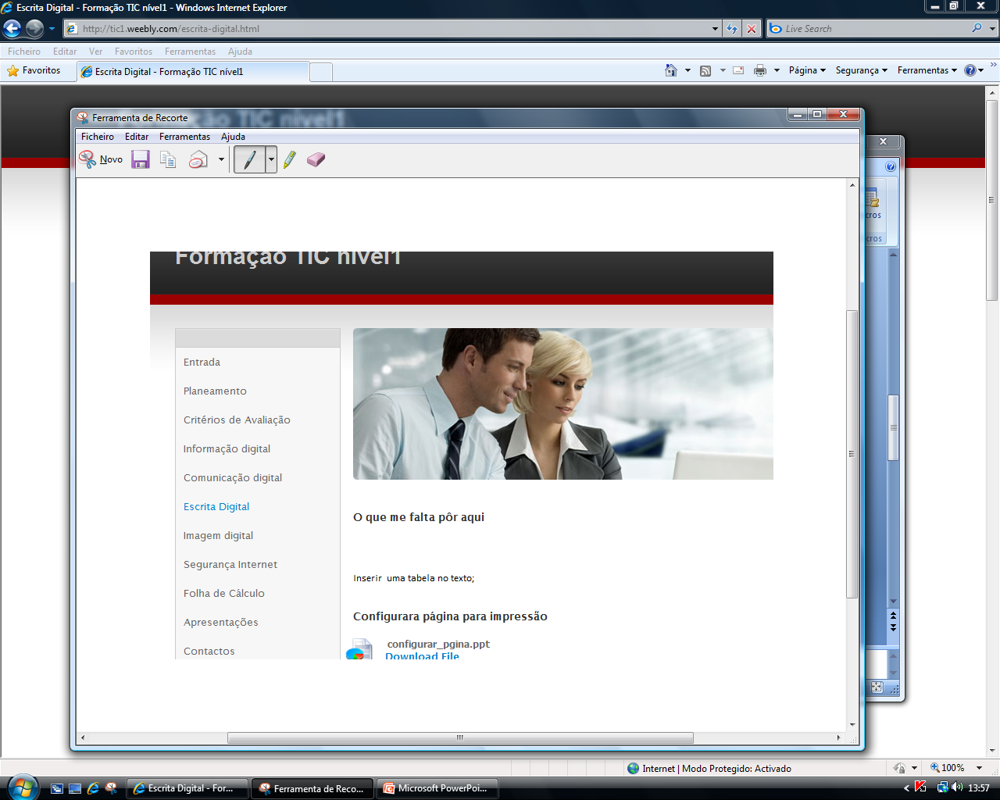 Escrita Digital - Formação TIC nível1 - Windows Internet Explorer
http://tic1.weebly.com/escrita-digital.html
Live Search
Ficheiro Editar Ver Favoritos Ferramentas Ajuda
Favoritos
Escrita Digital - Formação TIC nível1
Página
Segurança
Ferramentas
Ferramenta de Recorte
Ficheiro Editar Ferramentas Ajuda
Novo
cros
cros
Formação TIC nível1
Entrada
Planeamento
Critérios de Avaliação
Informação digital
Comunicação digital
Escrita Digital
Imagem digital
Segurança Internet
Folha de Cálculo
Apresentações
Contactos
O que me falta pôr aqui
Inserir uma tabela no texto;
Configurara página para impressão
configurar_pgina.ppt
Download File
Internet | Modo Protegido: Activado
100%
Escrita Digital - For...
Ferramenta de Reco...
Microsoft PowerPoi...
13:57